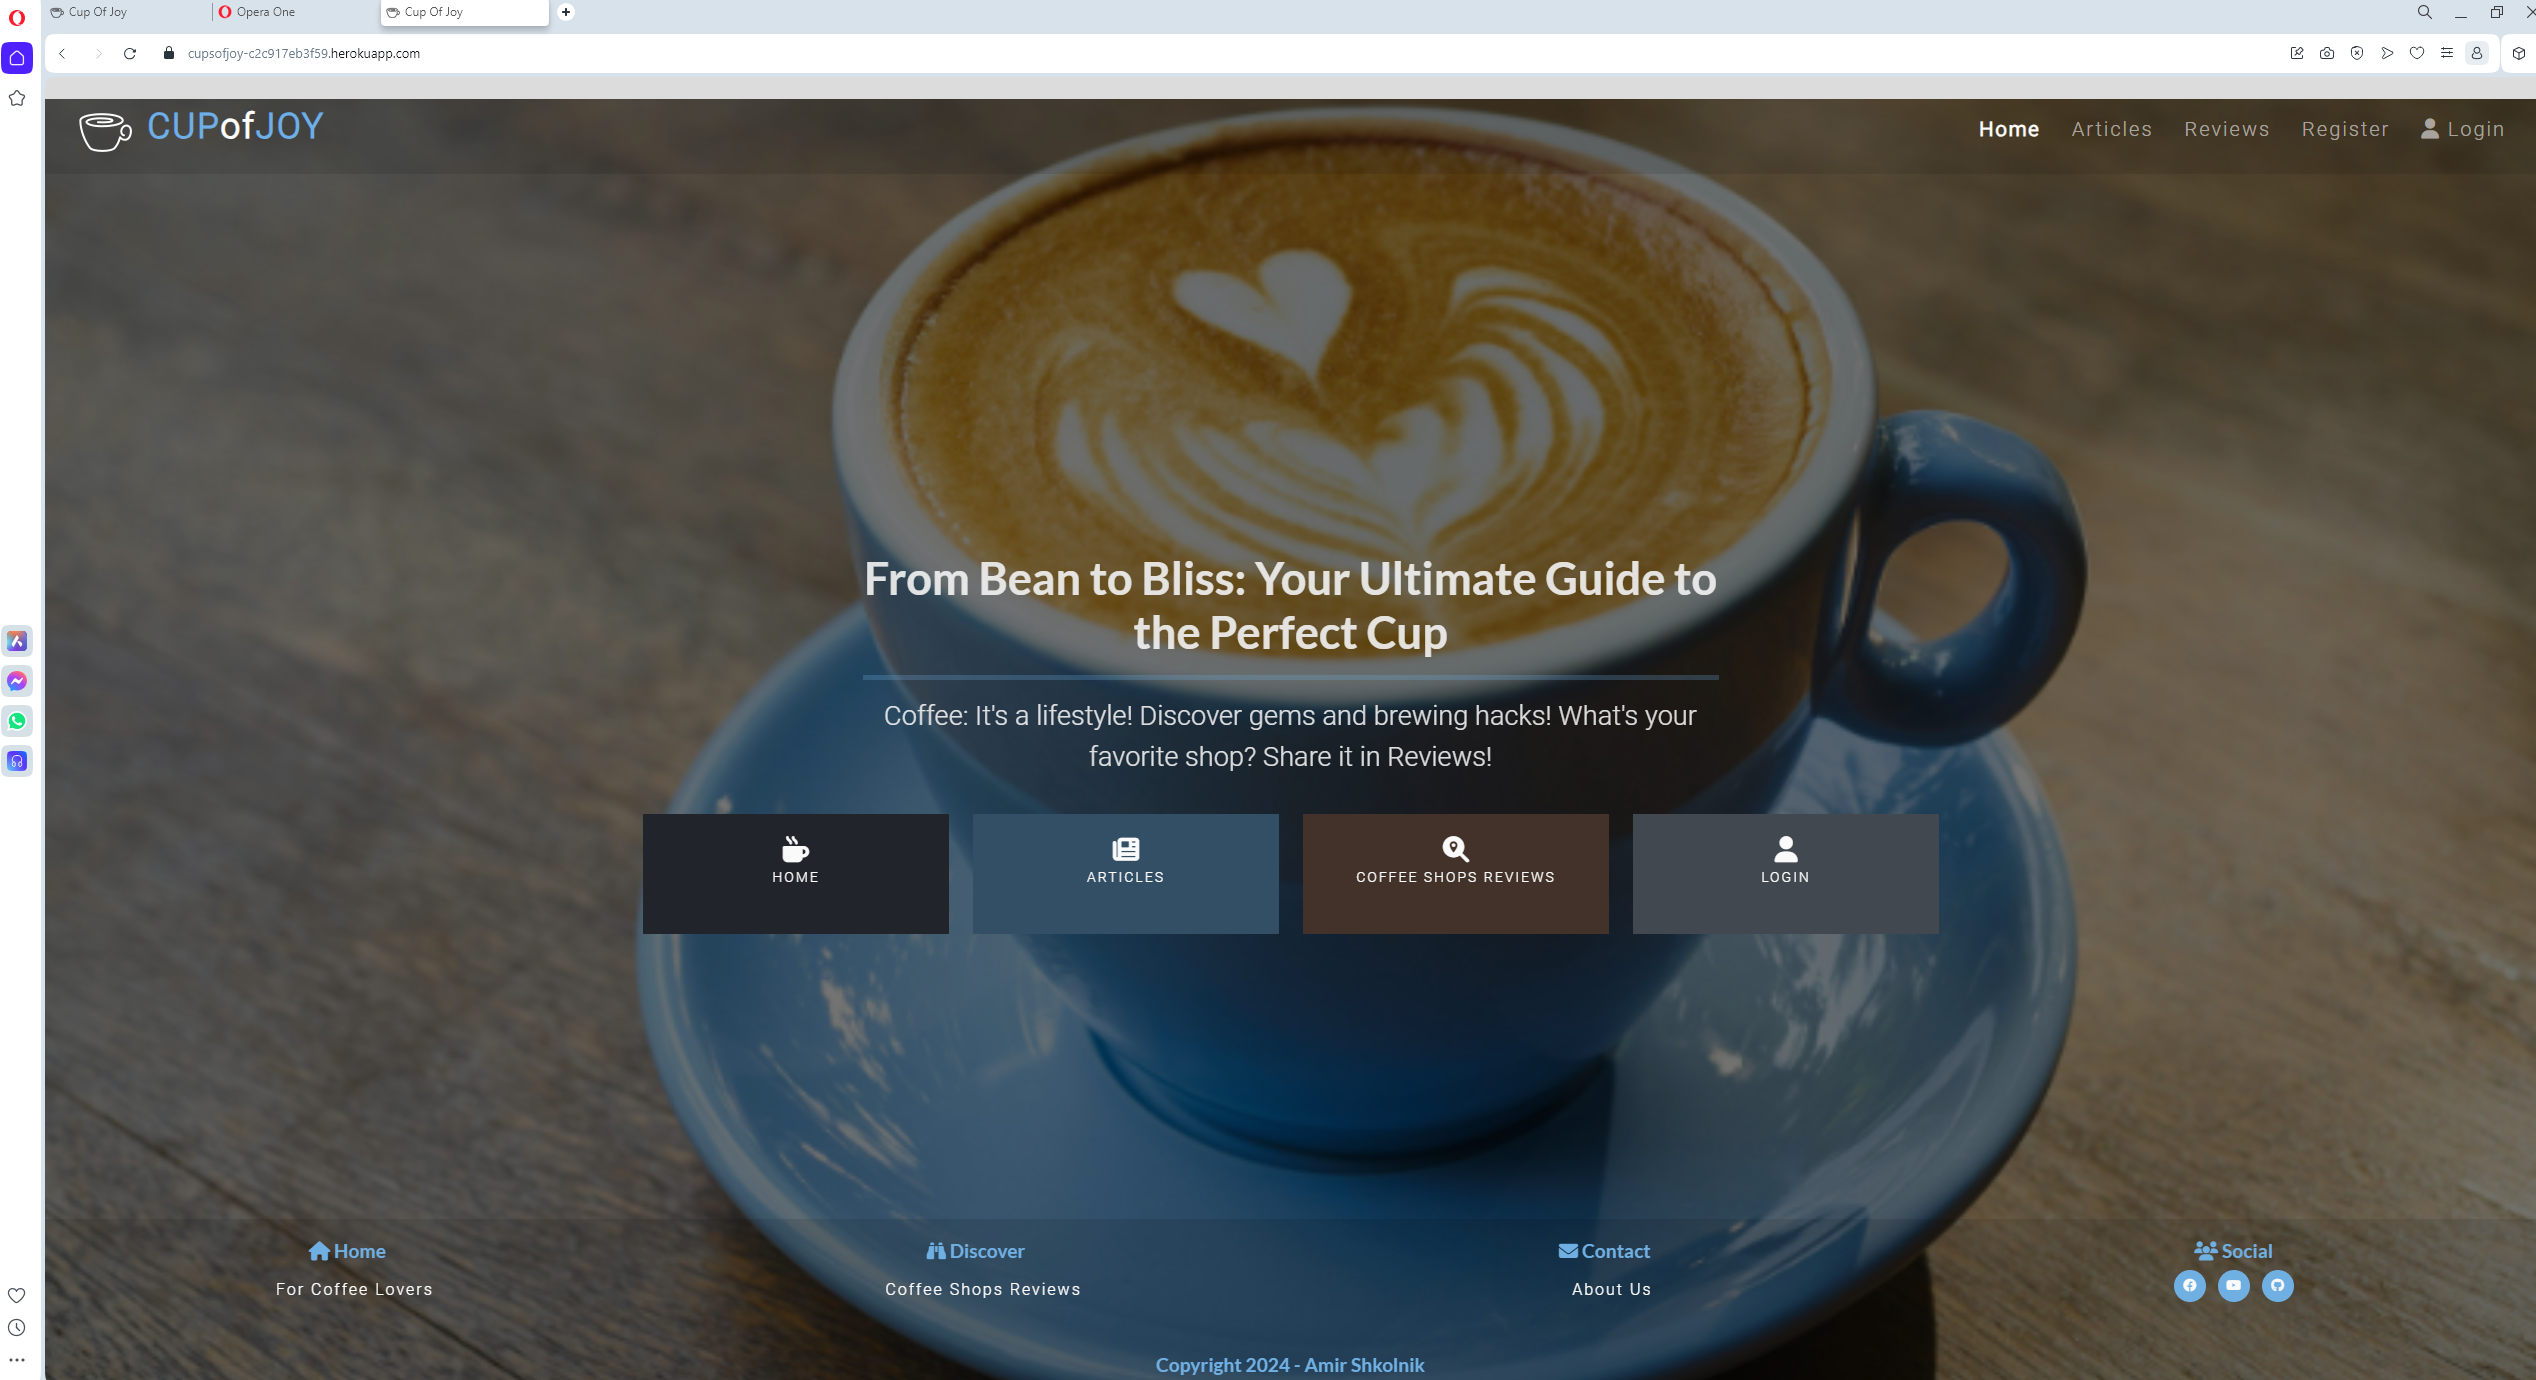 Cup Of Joy
Opera One
Cup Of Joy
cupsofjoy-c2c917eb3f59.herokuapp.com
CUPofJOY
Home
Articles
Reviews
Register
Login
From Bean to Bliss: Your Ultimate Guide to
the Perfect Cup
Coffee: It's a lifestyle! Discover gems and brewing hacks! What's your
favorite shop? Share it in Reviews!
HOME
ARTICLES
COFFEE SHOPS REVIEWS
LOGIN
Home
For Coffee Lovers
Discover
Coffee Shops Reviews
Contact
About Us
Social
Copyright 2024 - Amir Shkolnik